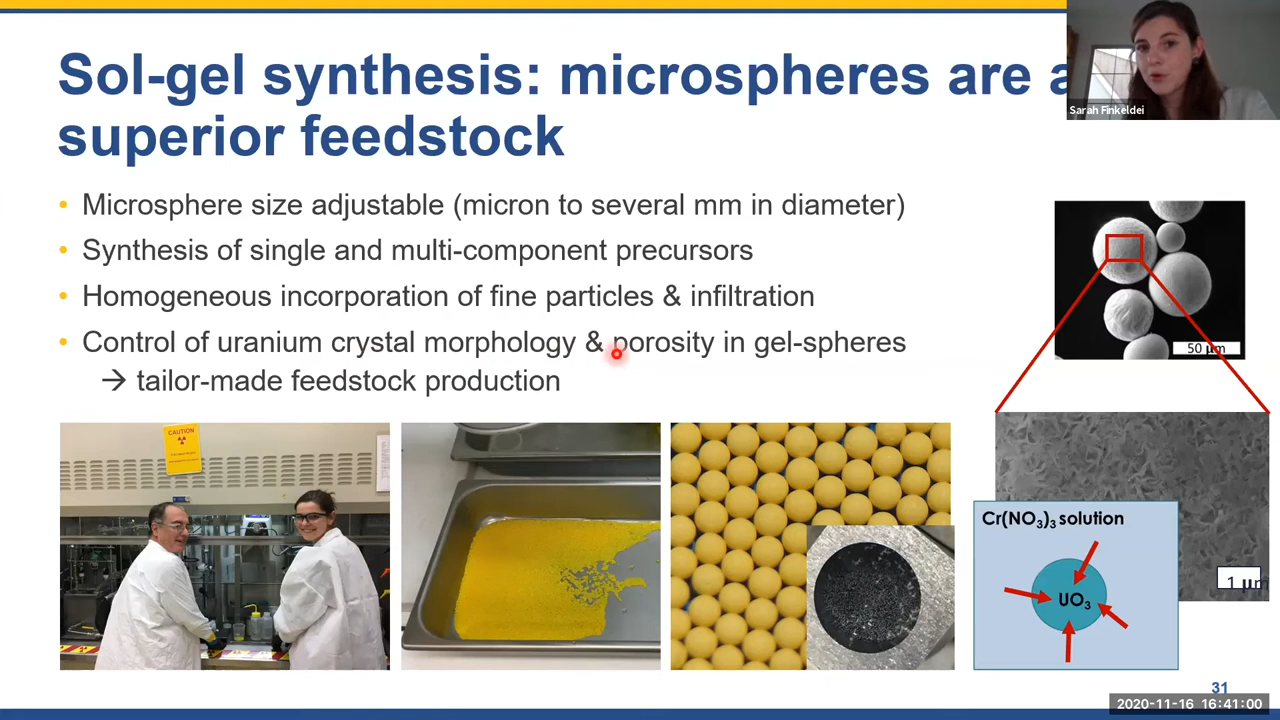 Sol-gel synthesis: microspheres are a
superior feedstock
Sarah Finkeldei
• Microsphere size adjustable (micron to several mm in diameter)
• Synthesis of single and multi-component precursors
• Homogeneous incorporation of fine particles & infiltration
• Control of uranium crystal morphology & porosity in gel-spheres
→ tailor-made feedstock production
50 µm
CAUTION
Cr(NO₃)₃ solution
UO₃
1 µm
31
2020-11-16 16:41:00